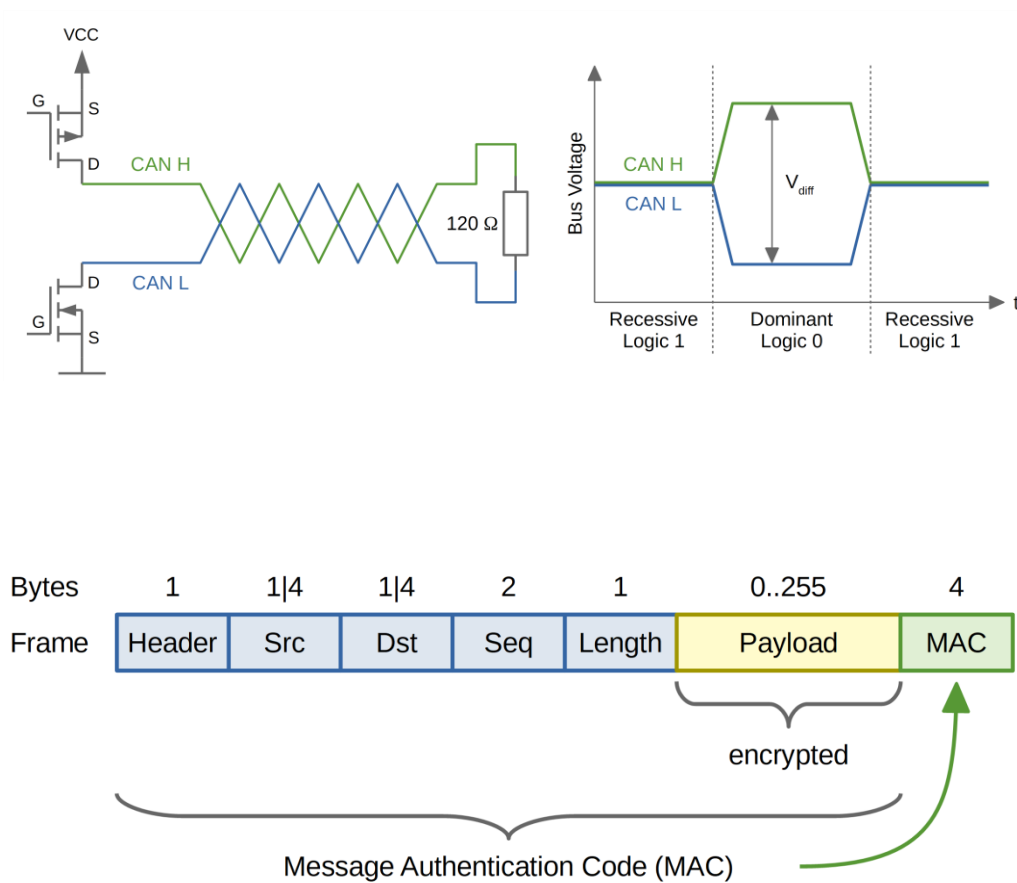 VCC
G
S
D
CAN H
120 Ω
CAN L
D
G
S
Bus Voltage
CAN H
CAN L
Vdiff
t
Recessive
Logic 1
Dominant
Logic 0
Recessive
Logic 1
Bytes 1 1|4 1|4 2 1 0..255 4
Frame Header Src Dst Seq Length Payload MAC
encrypted
Message Authentication Code (MAC)